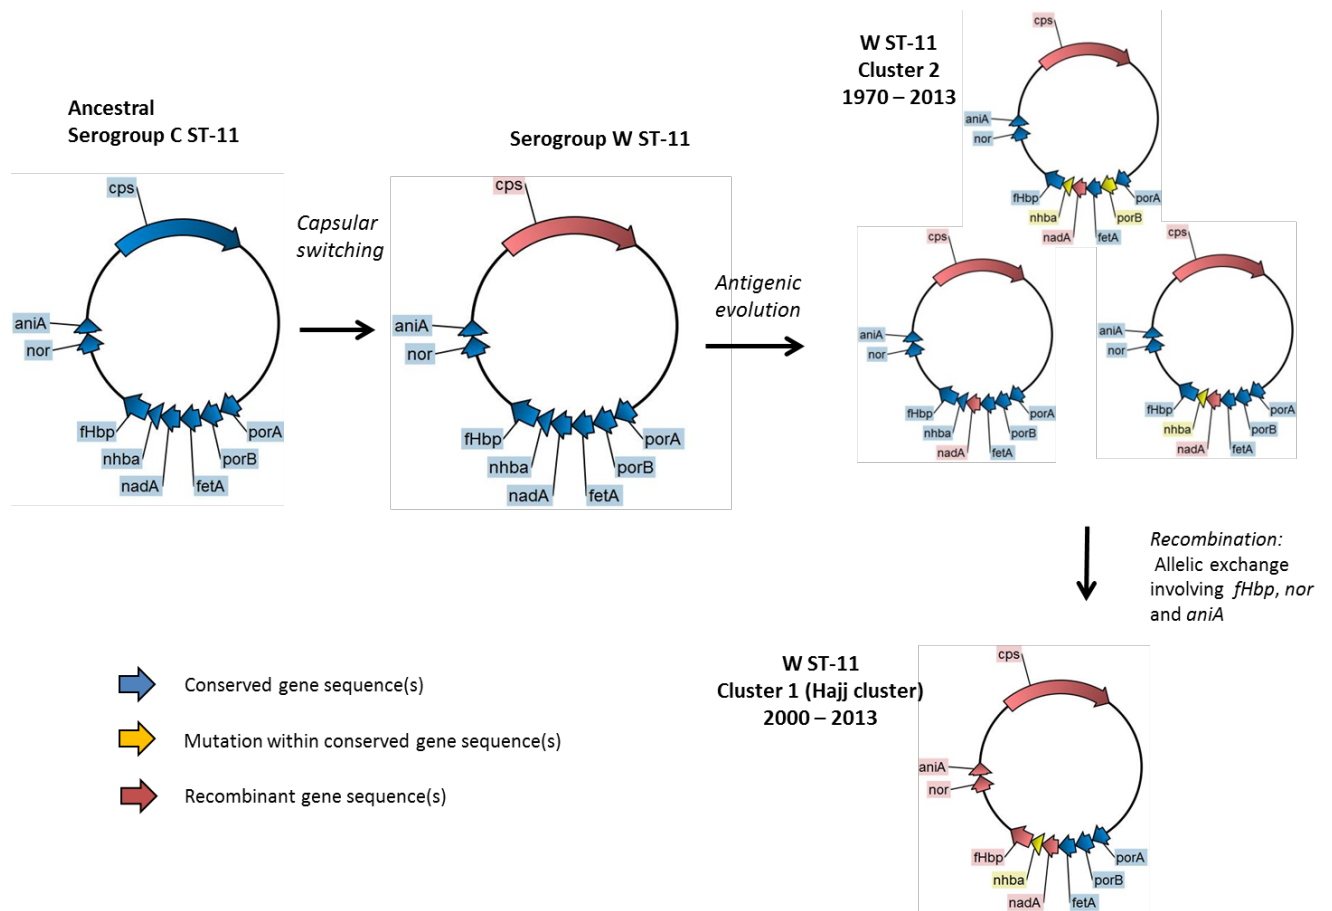 Ancestral
Serogroup C ST-11
cps
aniA
nor
fHbp
nhba
nadA
fetA
porB
porA
Capsular
switching
Serogroup W ST-11
cps
aniA
nor
fHbp
nhba
nadA
fetA
porB
porA
Antigenic
evolution
W ST-11
Cluster 2
1970 – 2013
cps
aniA
nor
fHbp
nhba
nadA
fetA
porB
porA
cps
aniA
nor
fHbp
nhba
nadA
fetA
porB
porA
cps
aniA
nor
fHbp
nhba
nadA
fetA
porB
porA
Recombination:
Allelic exchange
involving fHbp, nor
and aniA
W ST-11
Cluster 1 (Hajj cluster)
2000 – 2013
cps
aniA
nor
fHbp
nhba
nadA
fetA
porB
porA
Conserved gene sequence(s)
Mutation within conserved gene sequence(s)
Recombinant gene sequence(s)